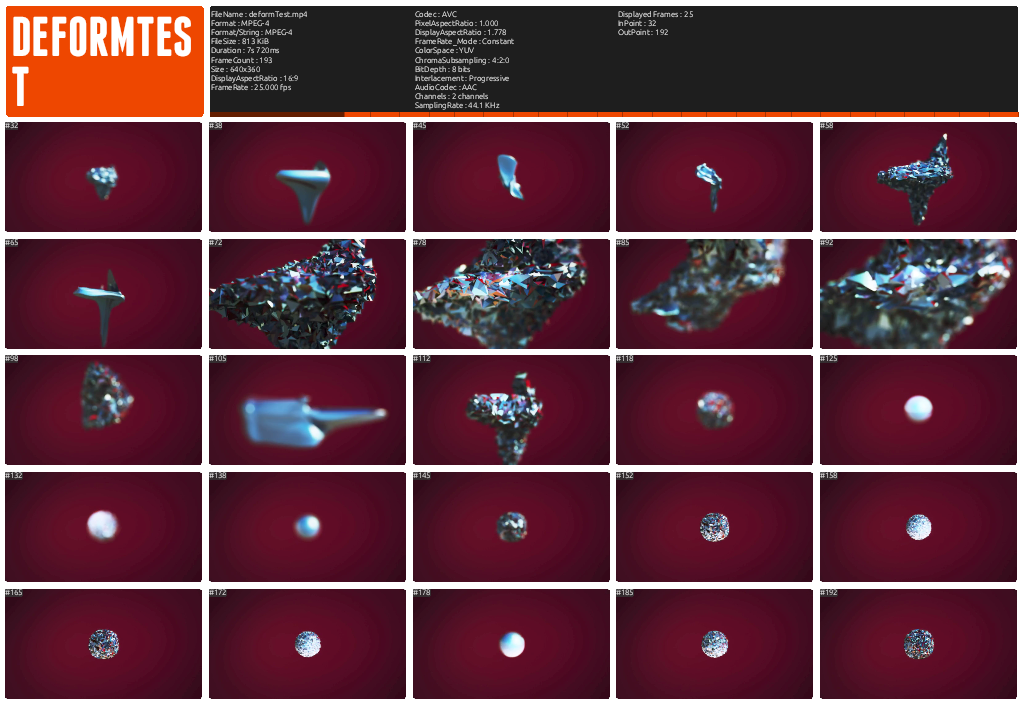 DEFORMTES
T
FileName : deformTest.mp4
Format : MPEG-4
Format/String : MPEG-4
FileSize : 813 KiB
Duration : 7s 720ms
FrameCount : 193
Size : 640x360
DisplayAspectRatio : 16:9
FrameRate : 25.000 fps
Codec : AVC
PixelAspectRatio : 1.000
DisplayAspectRatio : 1.778
FrameRate_Mode : Constant
ColorSpace : YUV
ChromaSubsampling : 4:2:0
BitDepth : 8 bits
Interlacement : Progressive
AudioCodec : AAC
Channels : 2 channels
SamplingRate : 44.1 KHz
Displayed Frames : 25
InPoint : 32
OutPoint : 192
#32
#38
#45
#52
#58
#65
#72
#78
#85
#92
#98
#105
#112
#118
#125
#132
#138
#145
#152
#158
#165
#172
#178
#185
#192